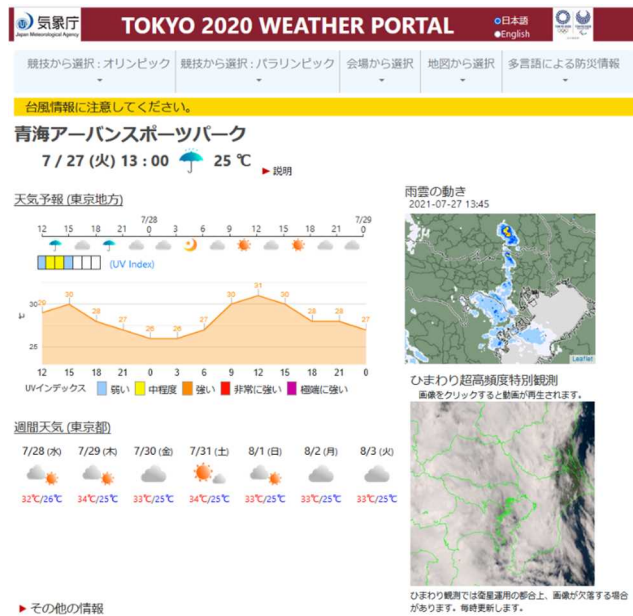 気象庁
Japan Meteorological Agency
TOKYO 2020 WEATHER PORTAL
日本語
English
競技から選択：オリンピック
競技から選択：パラリンピック
会場から選択
地図から選択
多言語による防災情報
台風情報に注意してください。
青海アーバンスポーツパーク
7 / 27 (火) 13 : 00 25 ℃
説明
天気予報 (東京地方)
7/28 7/29
12 15 18 21 0 3 6 9 12 15 18 21 0
(UV Index)
℃
30
25
29 30 28 27 26 26 27 30 31 30 28 28 27
12 15 18 21 0 3 6 9 12 15 18 21 0
UVインデックス 弱い 中程度 強い 非常に強い 極端に強い
週間天気 (東京都)
7/28 (水) 7/29 (木) 7/30 (金) 7/31 (土) 8/1 (日) 8/2 (月) 8/3 (火)
32℃/26℃ 34℃/25℃ 33℃/25℃ 34℃/25℃ 33℃/25℃ 33℃/25℃ 33℃/25℃
その他の情報
雨雲の動き
2021-07-27 13:45
Leaflet
ひまわり超高頻度特別観測
画像をクリックすると動画が再生されます。
ひまわり観測では衛星運用の都合上、画像が欠落する場合
があります。毎時更新します。